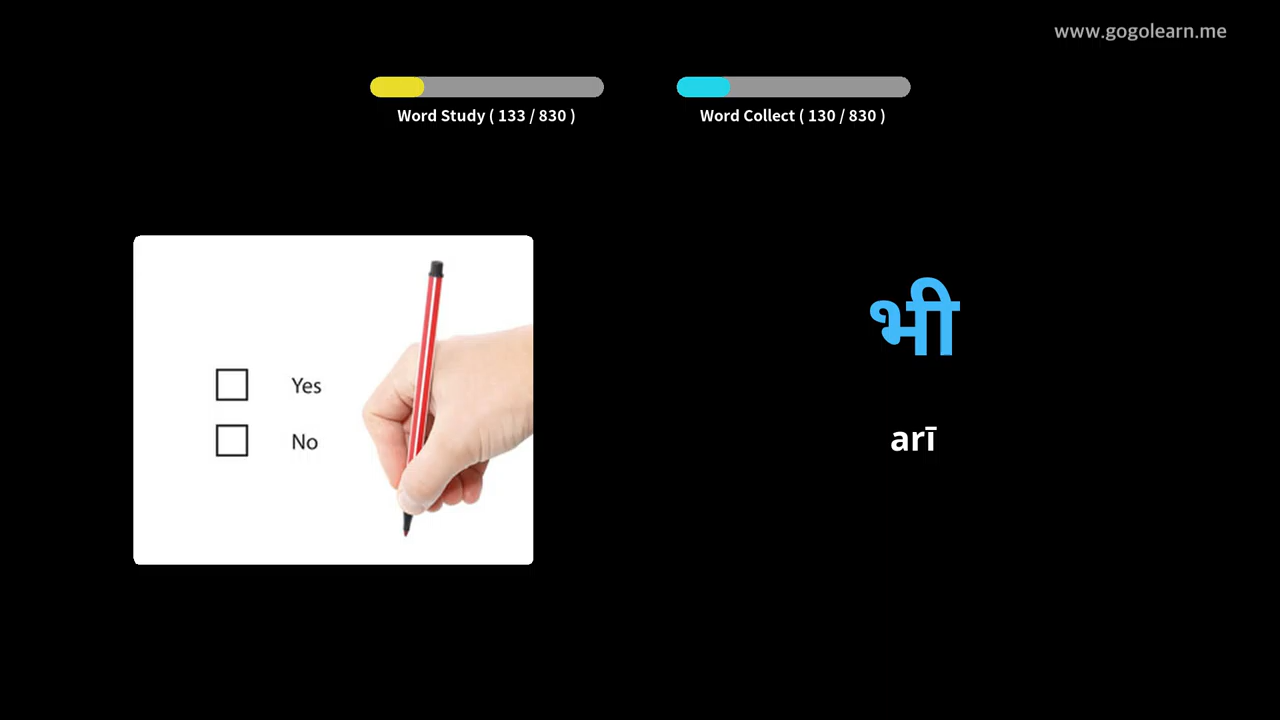 www.gogolearn.me
Word Study ( 133 / 830 )
Word Collect ( 130 / 830 )
Yes
No
भी
arī